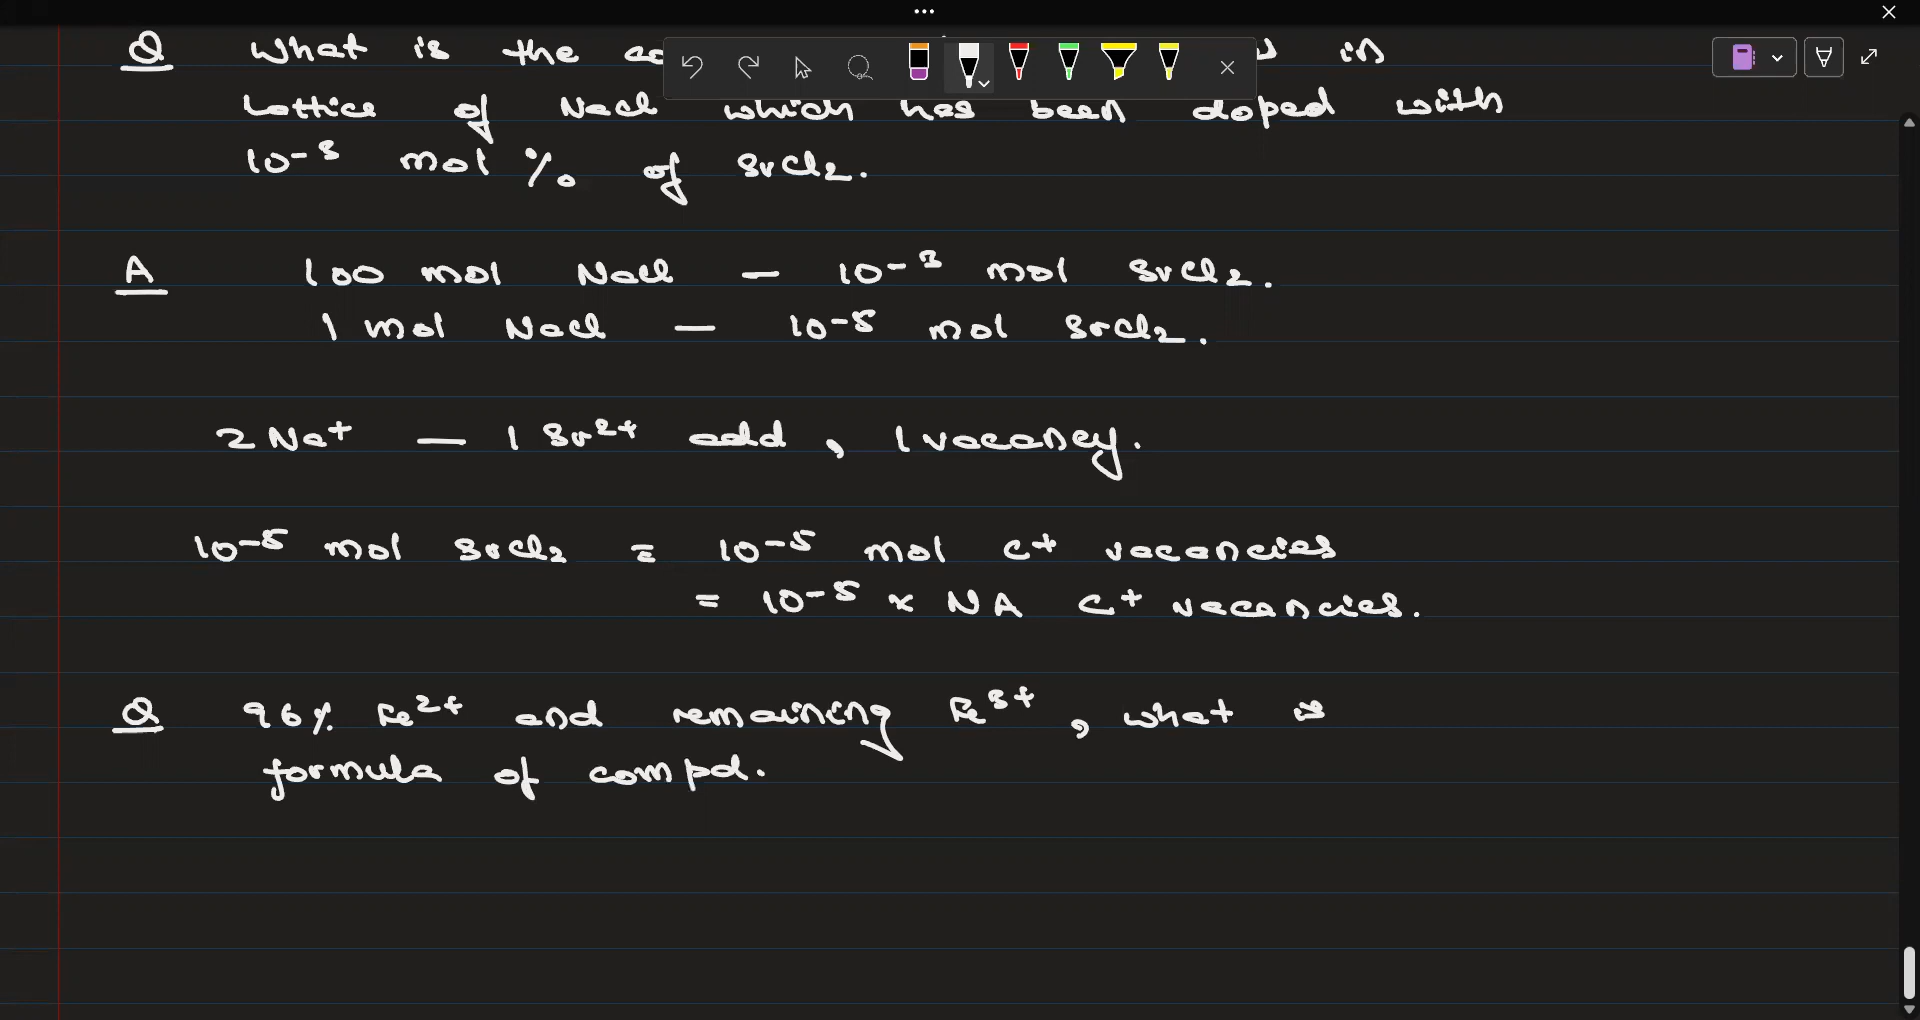 Q What is the in
Lattice of NaCl which has been doped with
10-3 mol % of SrCl2.
A 100 mol NaCl — 10-3 mol SrCl2.
1 mol NaCl — 10-5 mol SrCl2.
2 Na+ — 1 Sr2+ add, 1 vacancy.
10-5 mol SrCl2 = 10-5 mol C+ vacancies
= 10-5 x NA C+ vacancies.
Q 96% Fe2+ and remaining Fe3+, what is
formula of compd.